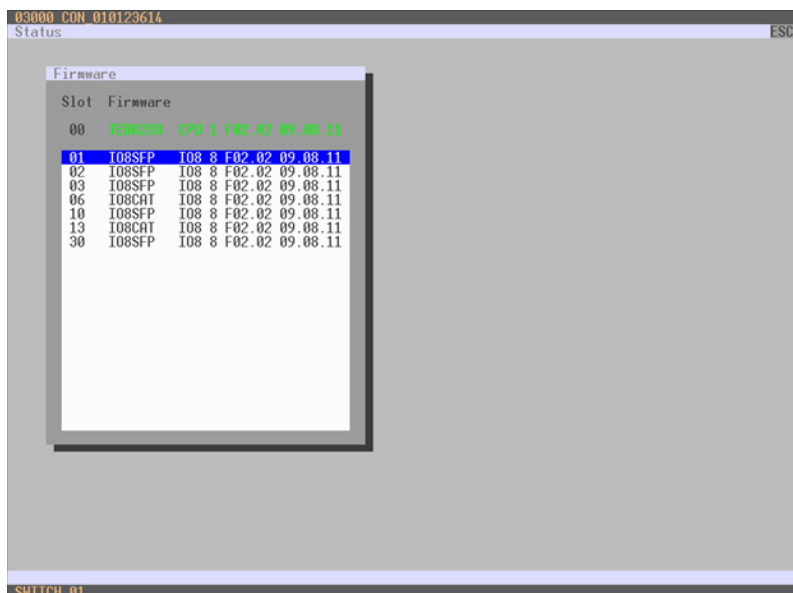 03000 CON_010123614
Status ESC
Firmware
Slot Firmware
00 TERA288 CPU 1 F02.02 09.08.11
01 IO8SFP IO8 8 F02.02 09.08.11
02 IO8SFP IO8 8 F02.02 09.08.11
03 IO8SFP IO8 8 F02.02 09.08.11
06 IO8CAT IO8 8 F02.02 09.08.11
10 IO8SFP IO8 8 F02.02 09.08.11
13 IO8CAT IO8 8 F02.02 09.08.11
30 IO8SFP IO8 8 F02.02 09.08.11
SWITCH_01